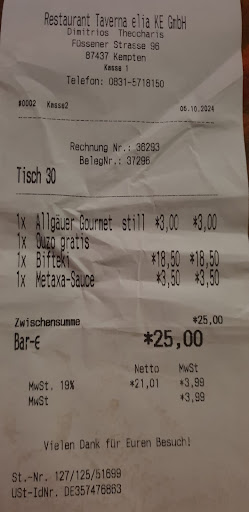 Restaurant Taverna elia KE GmbH
Dimitrios Theocharis
Füssener Strasse 96
87437 Kempten
Kasse 1
Telefon: 0831-5718150
#0002 Kasse2 05.10.2024
Rechnung Nr.: 38293
BelegNr.: 37296
Tisch 30
1x Allgäuer Gourmet still *3,00 *3,00
1x Ouzo gratis
1x Bifteki *18,50 *18,50
1x Metaxa-Sauce *3,50 *3,50
Zwischensumme *25,00
Bar-€ *25,00
Netto MwSt
MwSt. 19% *21,01 *3,99
MwSt *3,99
Vielen Dank für Euren Besuch!
St.-Nr. 127/125/51699
USt-IdNr. DE357476863